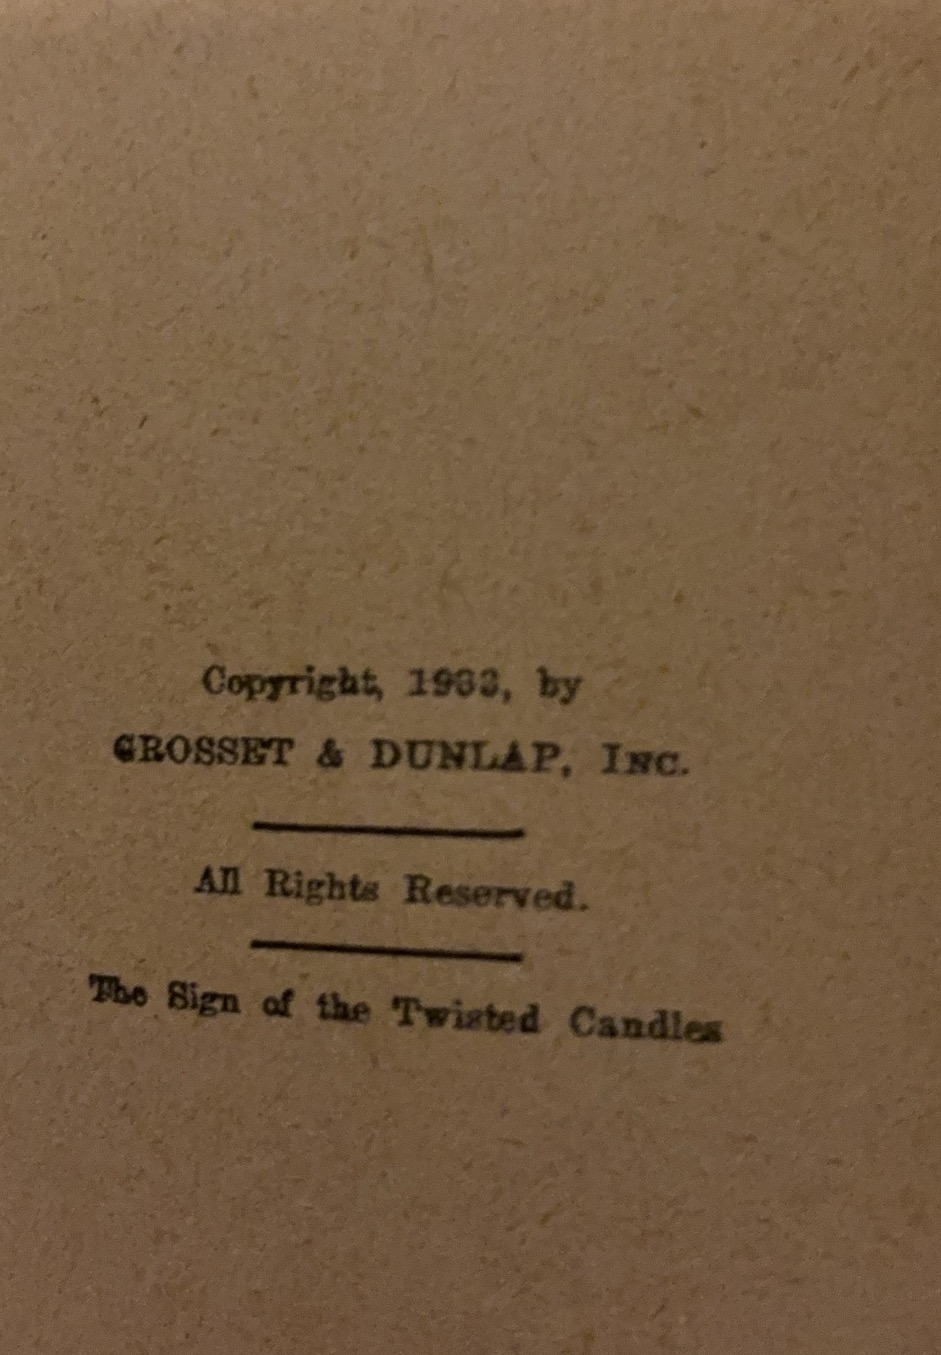 Copyright, 1933, by
GROSSET & DUNLAP, INC.
All Rights Reserved.
The Sign of the Twisted Candles